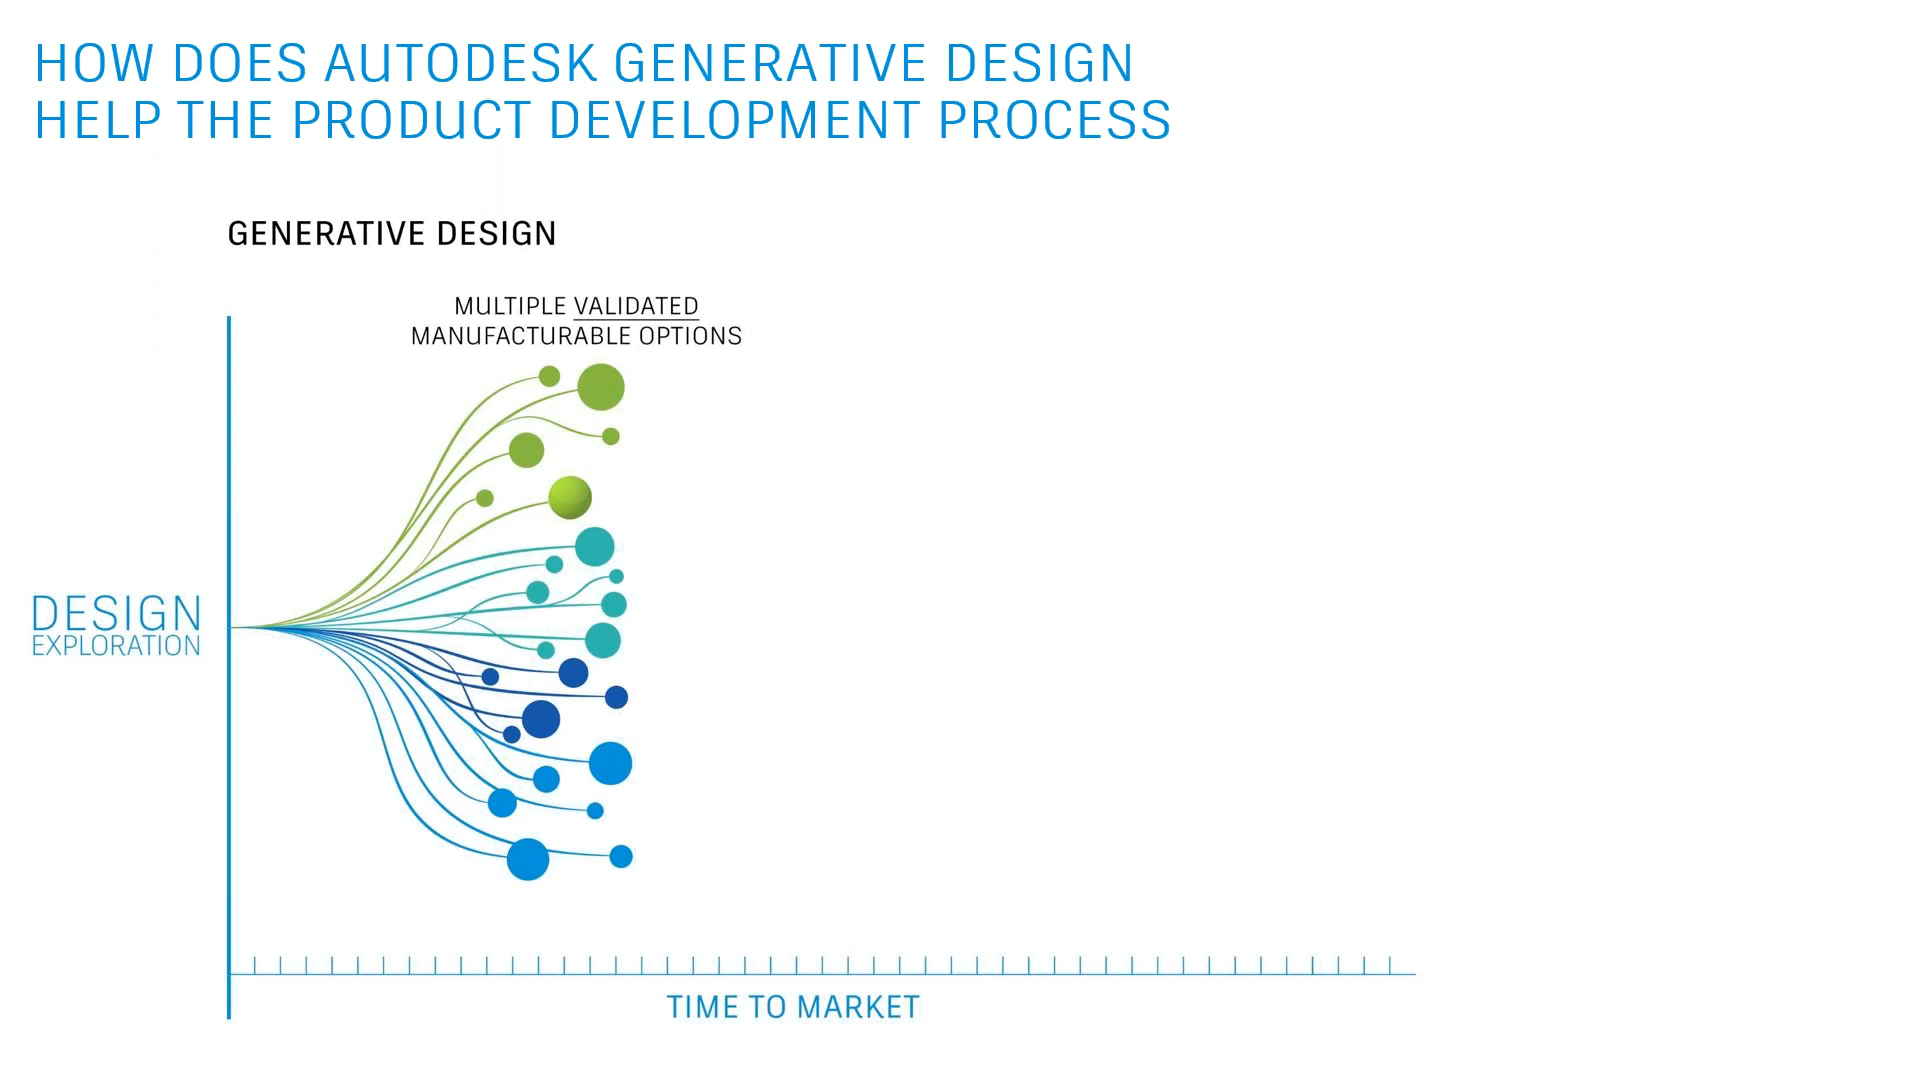 HOW DOES AUTODESK GENERATIVE DESIGN
HELP THE PRODUCT DEVELOPMENT PROCESS
GENERATIVE DESIGN
MULTIPLE VALIDATED
MANUFACTURABLE OPTIONS
DESIGN
EXPLORATION
TIME TO MARKET